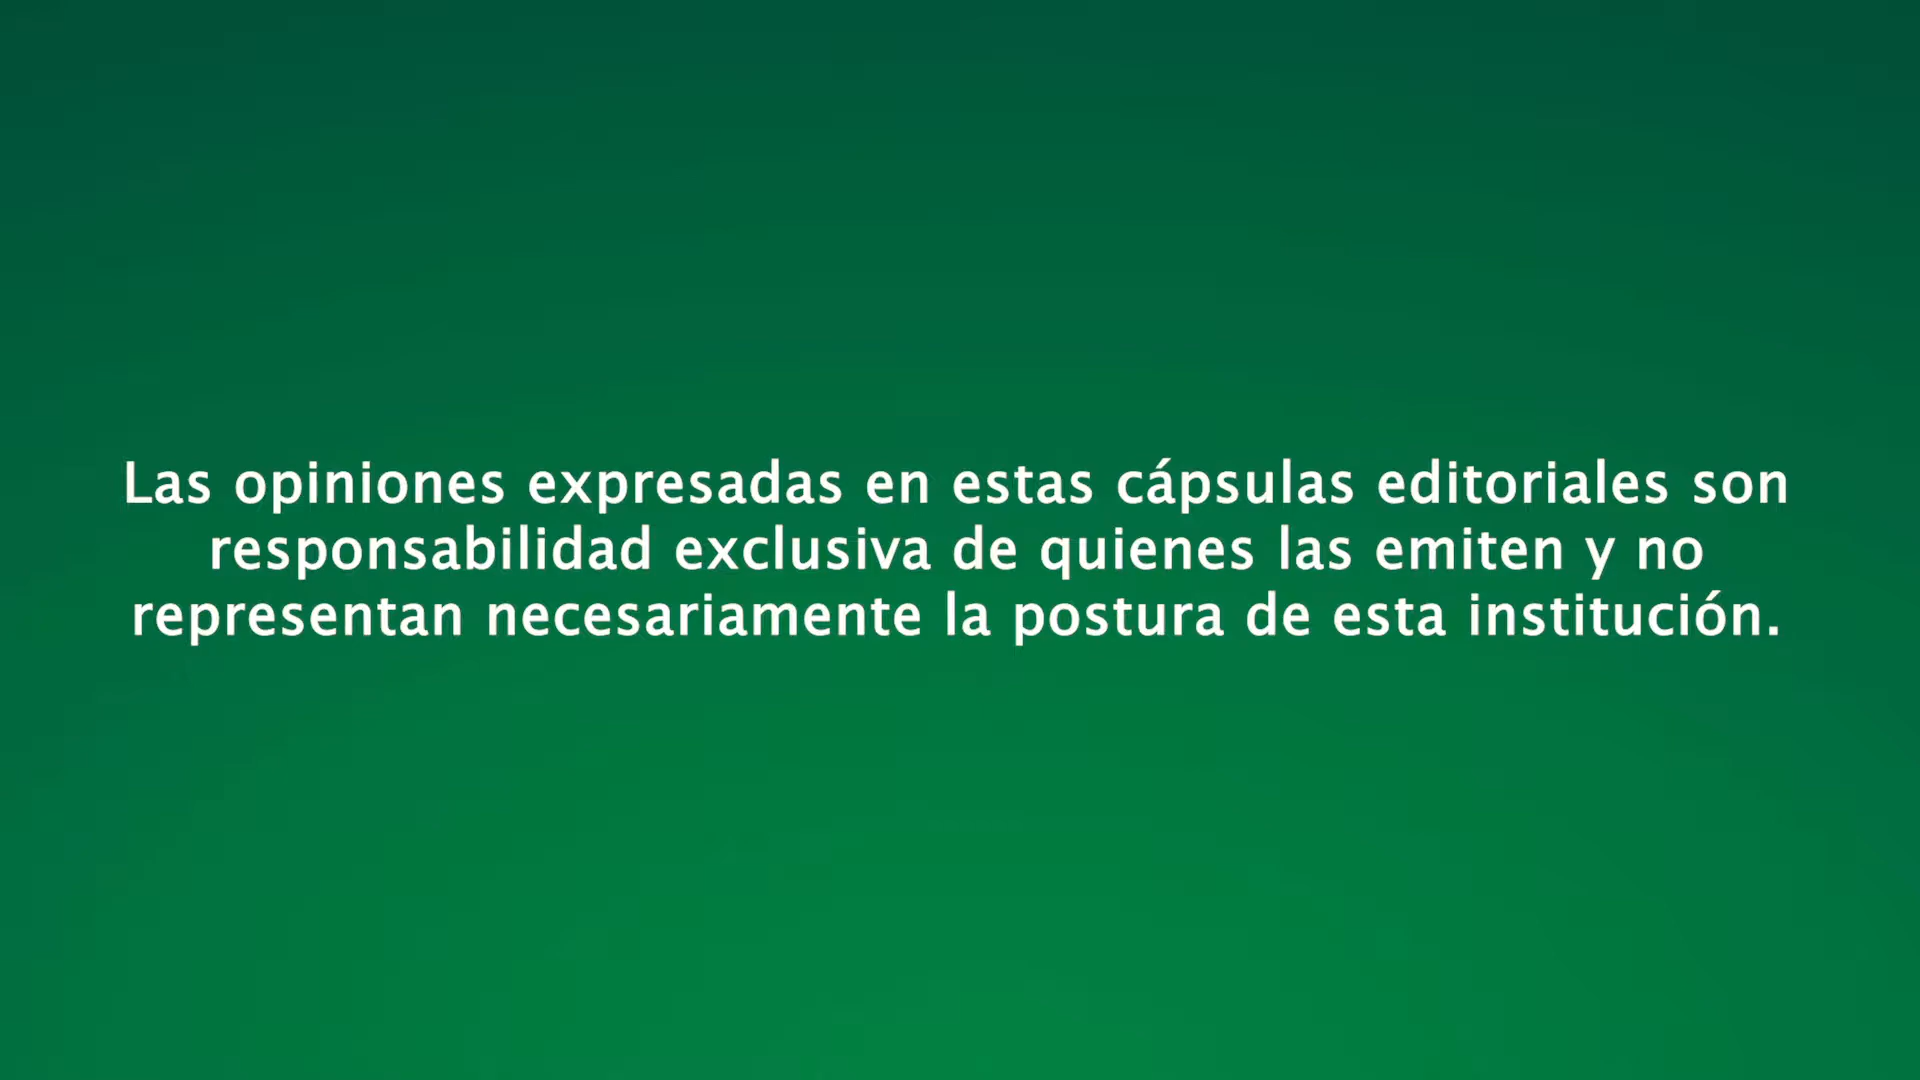 Las opiniones expresadas en estas cápsulas editoriales son
responsabilidad exclusiva de quienes las emiten y no
representan necesariamente la postura de esta institución.